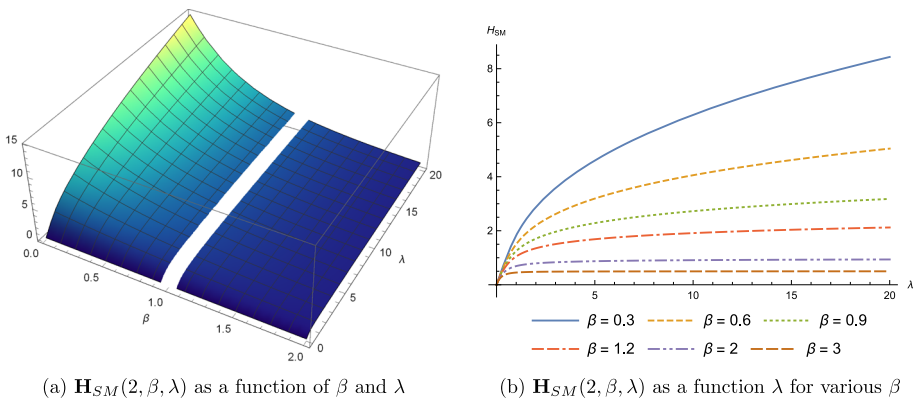 15
10
5
0
0.0
0.5
1.0
1.5
2.0
β
0
5
10
15
20
λ
H_SM
8
6
4
2
5
10
15
20
λ
β = 0.3 β = 0.6 β = 0.9
β = 1.2 β = 2 β = 3
(a) H_SM(2, β, λ) as a function of β and λ
(b) H_SM(2, β, λ) as a function λ for various β